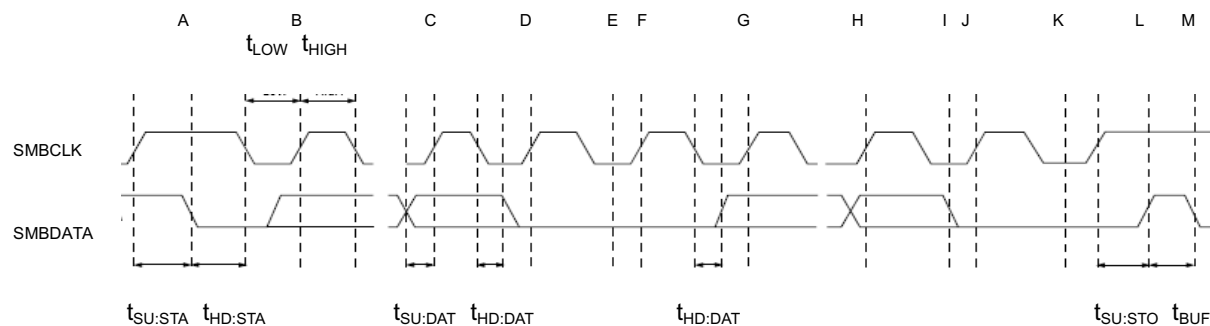 A B C D E F G H I J K L M
tLOW tHIGH
SMBCLK
SMBDATA
tSU:STA tHD:STA tSU:DAT tHD:DAT tHD:DAT tSU:STO tBUF